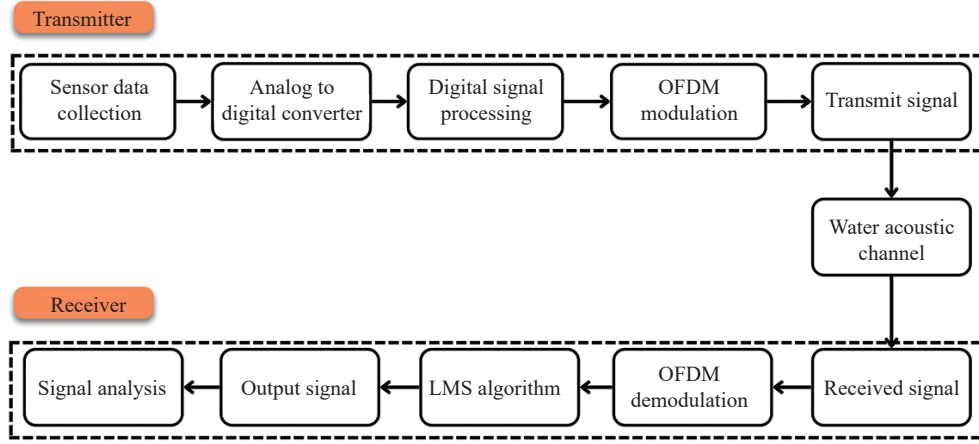 Transmitter
Sensor data
collection
Analog to
digital converter
Digital signal
processing
OFDM
modulation
Transmit signal
Water acoustic
channel
Receiver
Signal analysis
Output signal
LMS algorithm
OFDM
demodulation
Received signal